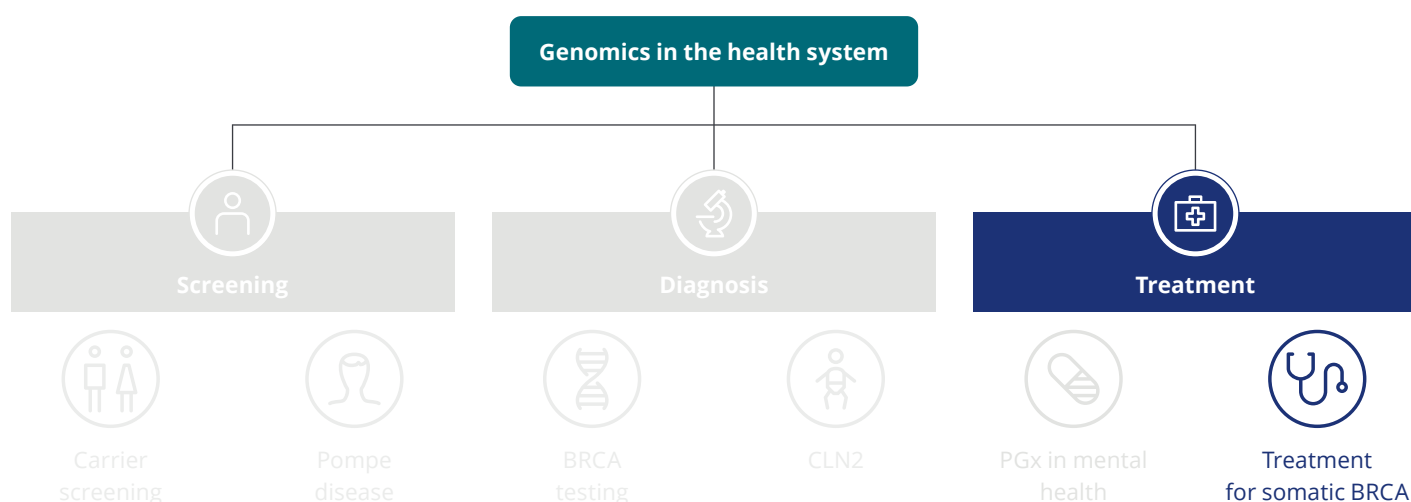 Genomics in the health system
Screening
Diagnosis
Treatment
Carrier
screening
Pompe
disease
BRCA
testing
CLN2
PGx in mental
health
Treatment
for somatic BRCA